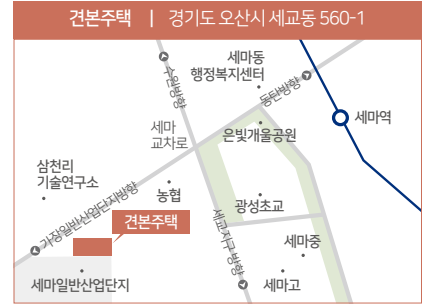 견본주택 | 경기도 오산시 세교동 560-1
수원방향
세마동
행정복지센터
동탄방향
세마역
세마
교차로
은빛개울공원
삼천리
기술연구소
가장일반산업단지방향
농협
광성초교
견본주택
세교지구 방향
세마중
세마일반산업단지
세마고